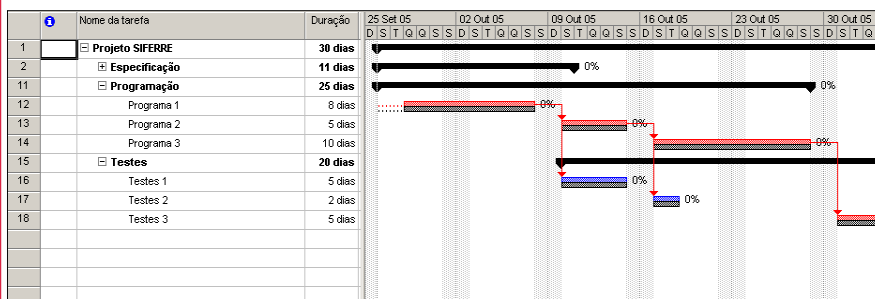 Nome da tarefa Duração 25 Set 05 02 Out 05 09 Out 05 16 Out 05 23 Out 05 30 Out 05
D S T Q Q S S D S T Q Q S S D S T Q Q S S D S T Q Q S S D S T Q Q S S D S T Q
1 Projeto SIFERRE 30 dias
2 Especificação 11 dias 0%
11 Programação 25 dias 0%
12 Programa 1 8 dias 0%
13 Programa 2 5 dias 0%
14 Programa 3 10 dias 0%
15 Testes 20 dias
16 Testes 1 5 dias 0%
17 Testes 2 2 dias 0%
18 Testes 3 5 dias